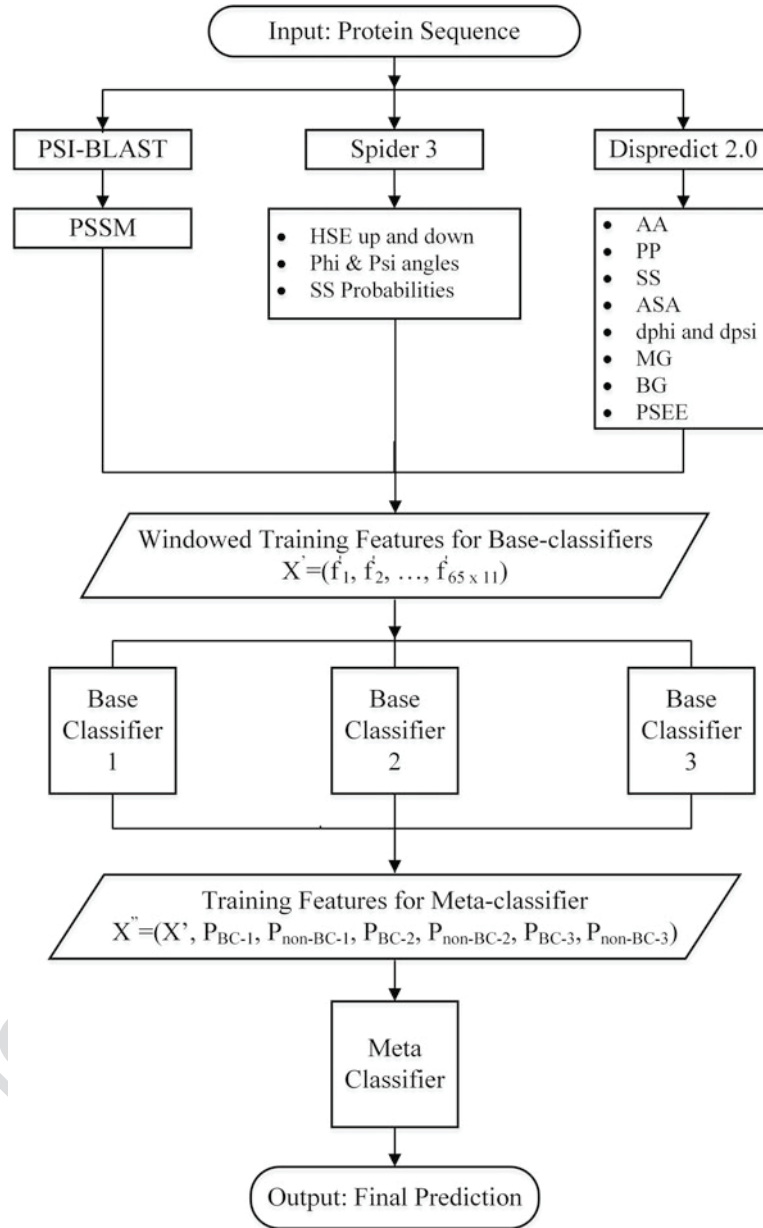 Input: Protein Sequence
PSI-BLAST
Spider 3
Dispredict 2.0
PSSM
• HSE up and down
• Phi & Psi angles
• SS Probabilities
• AA
• PP
• SS
• ASA
• dphi and dpsi
• MG
• BG
• PSEE
Windowed Training Features for Base-classifiers
X'=(f'1, f'2, …, f'65 x 11)
Base
Classifier
1
Base
Classifier
2
Base
Classifier
3
Training Features for Meta-classifier
X"=(X’, PBC-1, Pnon-BC-1, PBC-2, Pnon-BC-2, PBC-3, Pnon-BC-3)
Meta
Classifier
Output: Final Prediction